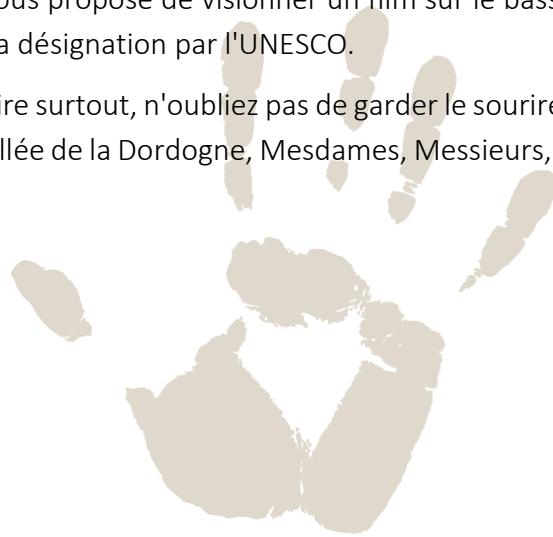 ous propose de visionner un film sur le bass
a désignation par l'UNESCO.
ire surtout, n'oubliez pas de garder le sourire
llée de la Dordogne, Mesdames, Messieurs,